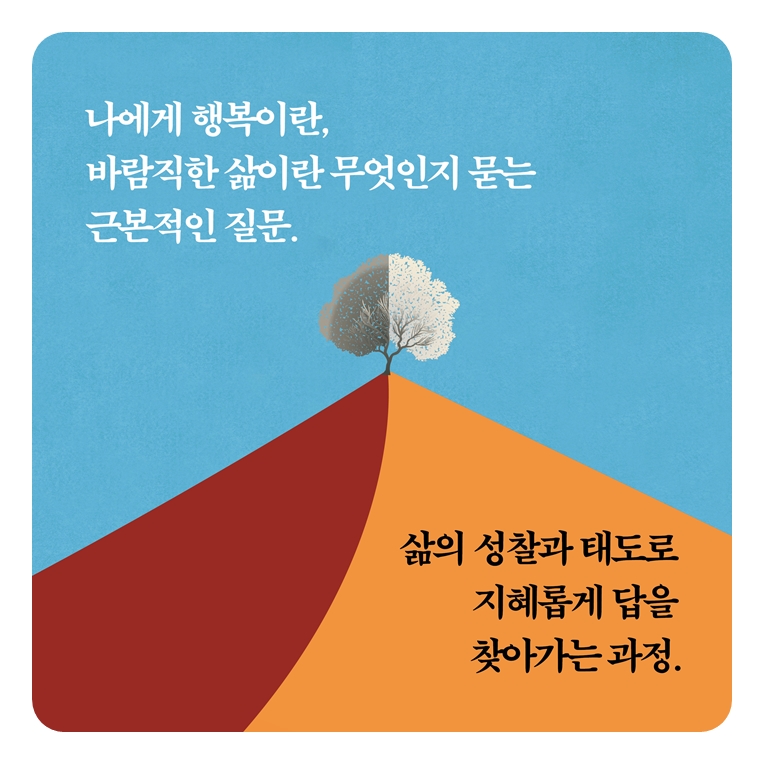 나에게 행복이란,
바람직한 삶이란 무엇인지 묻는
근본적인 질문.
삶의 성찰과 태도로
지혜롭게 답을
찾아가는 과정.